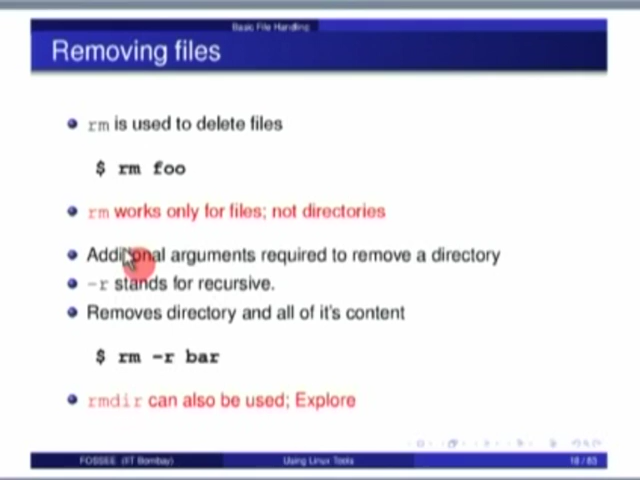 Basic File Handling
Removing files
rm is used to delete files
$ rm foo
rm works only for files; not directories
Additional arguments required to remove a directory
-r stands for recursive.
Removes directory and all of it's content
$ rm -r bar
rmdir can also be used; Explore
FOSSEE (IIT Bombay)
Using Linux Tools
18 / 83